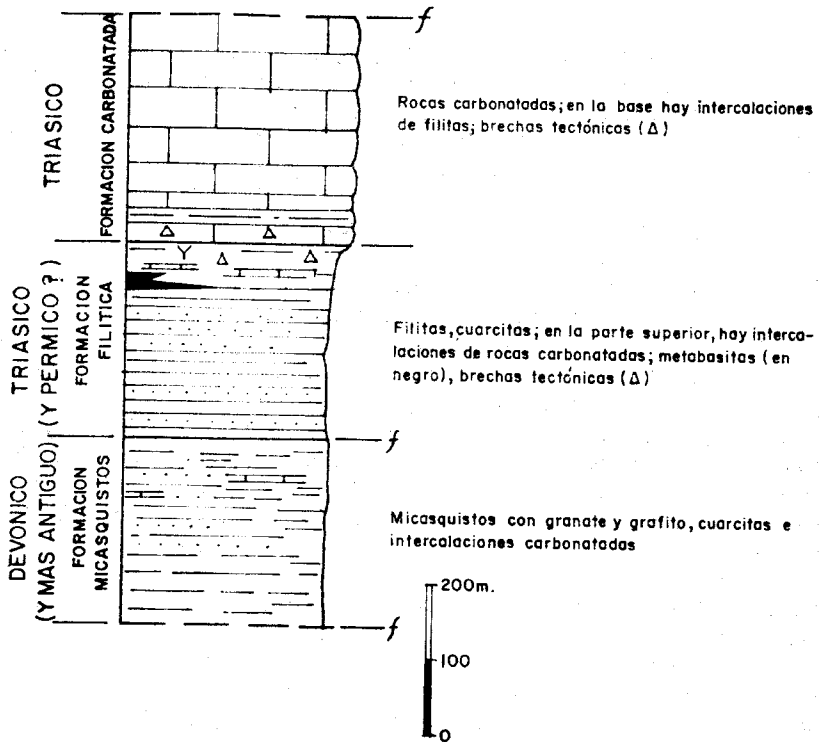 f
TRIASICO
FORMACION CARBONATADA
Rocas carbonatadas; en la base hay intercalaciones
de filitas; brechas tectónicas (Δ)
Δ Δ
Y Δ Δ
TRIASICO
(Y PERMICO ?)
FORMACION
FILITICA
Filitas, cuarcitas; en la parte superior, hay interca-
laciones de rocas carbonatadas; metabasitas (en
negro), brechas tectónicas (Δ)
f
DEVONICO
(Y MAS ANTIGUO)
FORMACION
MICASQUISTOS
Micasquistos con granate y grafito, cuarcitas e
intercalaciones carbonatadas
f
200m.
100
0